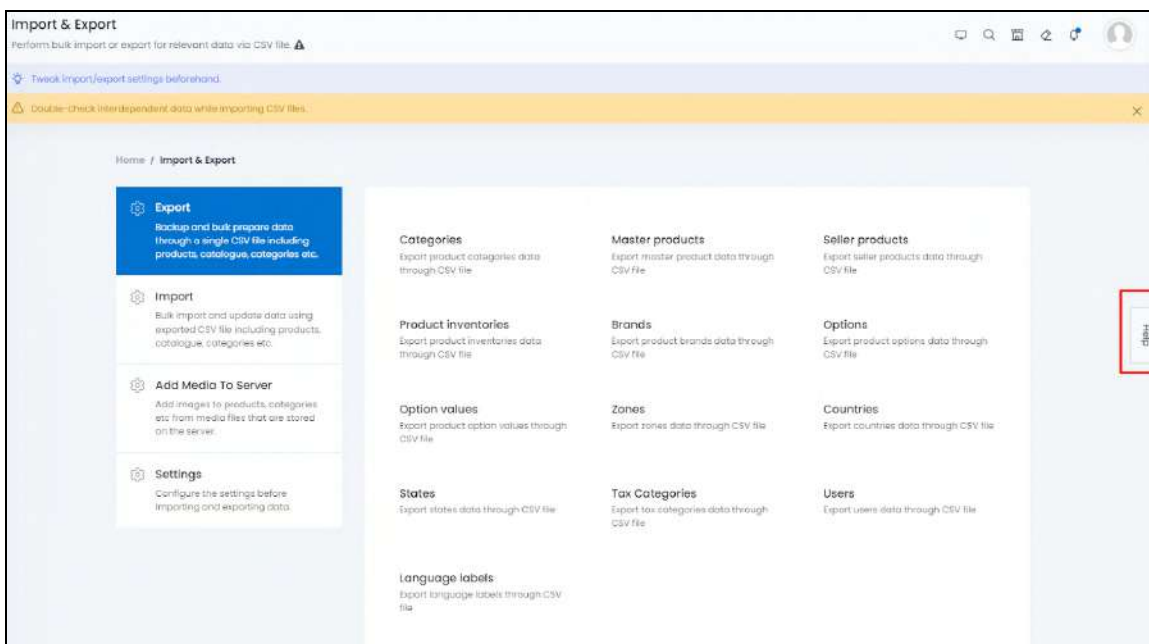 Import & Export
Perform bulk import or export for relevant data via CSV file.
Tweak import/export settings beforehand.
Double-check interdependent data while importing CSV files.
Home / Import & Export
Export
Backup and bulk prepare data
through a single CSV file including
products, catalogue, categories etc.
Import
Bulk import and update data using
exported CSV file including products,
catalogue, categories etc.
Add Media To Server
Add images to products, categories
etc from media files that are stored
on the server.
Settings
Configure the settings before
importing and exporting data.
Categories
Export product categories data
through CSV file
Master products
Export master product data through
CSV file
Seller products
Export seller products data through
CSV file
Product inventories
Export product inventories data
through CSV file
Brands
Export product brands data through
CSV file
Options
Export product options data through
CSV file
Option values
Export product option values through
CSV file
Zones
Export zones data through CSV file
Countries
Export countries data through CSV file
States
Export states data through CSV file
Tax Categories
Export tax categories data through
CSV file
Users
Export users data through CSV file
Language labels
Export language labels through CSV
file
Help